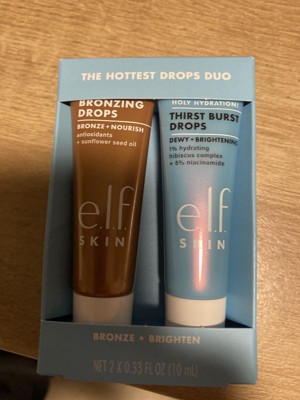 THE HOTTEST DROPS DUO
BRONZING
DROPS
BRONZE + NOURISH
antioxidants
+ sunflower seed oil
e.l.f.
SKIN
HOLY HYDRATION!
THIRST BURST
DROPS
DEWY + BRIGHTENING
1% hydrating
hibiscus complex
+ 5% niacinamide
e.l.f.
SKIN
BRONZE + BRIGHTEN
NET 2 X 0.33 FL OZ (10 mL)